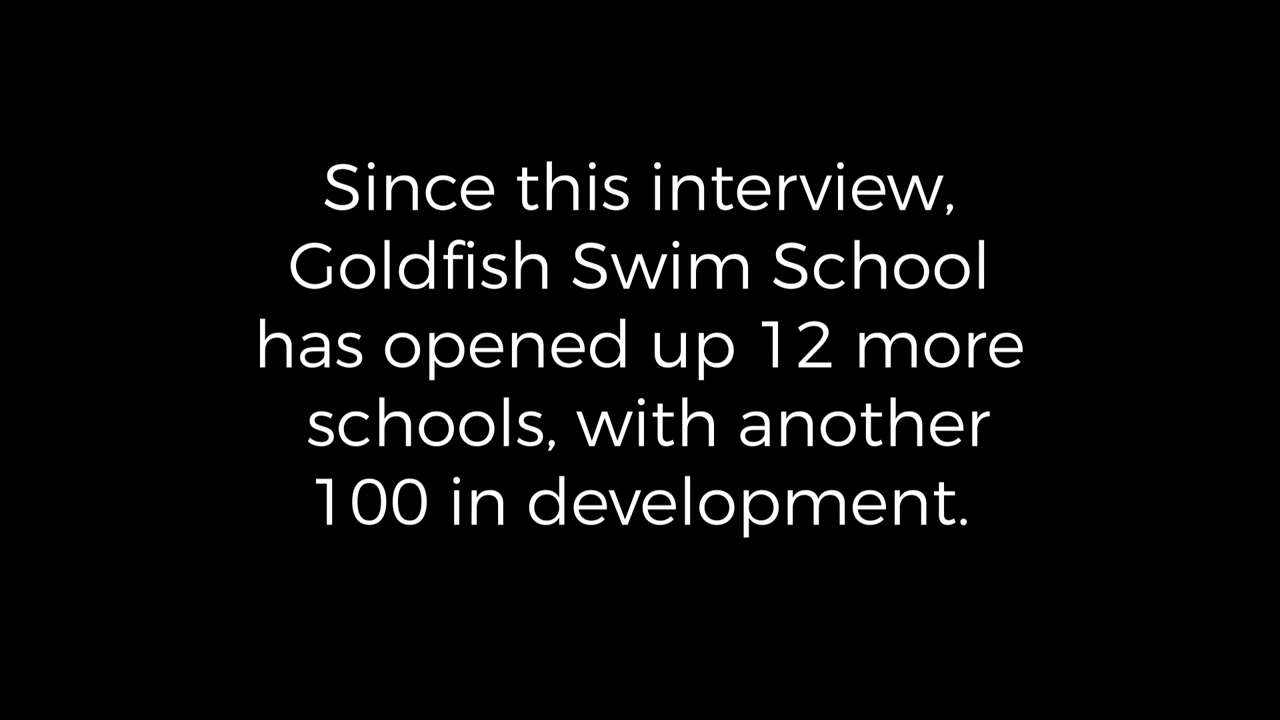 Since this interview,
Goldfish Swim School
has opened up 12 more
schools, with another
100 in development.